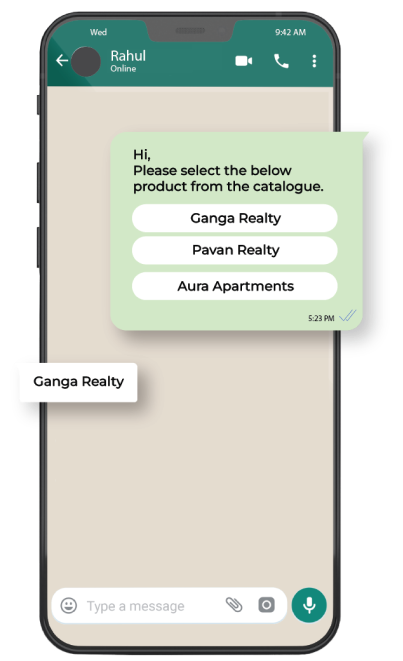 Wed 9:42 AM
Rahul
Online
Hi,
Please select the below
product from the catalogue.
Ganga Realty
Pavan Realty
Aura Apartments
5:23 PM
Ganga Realty
Type a message